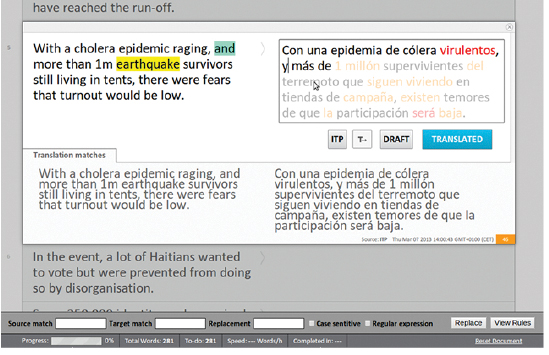 have reached the run-off.
With a cholera epidemic raging, and
more than 1m earthquake survivors
still living in tents, there were fears
that turnout would be low.
Con una epidemia de cólera virulentos,
y más de 1 millón supervivientes del
terremoto que siguen viviendo en
tiendas de campaña, existen temores
de que la participación será baja.
ITP T DRAFT TRANSLATED
Translation matches
With a cholera epidemic raging, and
more than 1m earthquake survivors
still living in tents, there were fears
that turnout would be low.
Con una epidemia de cólera
virulentos, y más de 1 millón
supervivientes del terremoto que
siguen viviendo en tiendas de
campaña, existen temores de que la
participación será baja.
Source: ITP Thu Mar 07 2013 14:00:43 GMT+0100 (CET)
In the event, a lot of Haitians wanted
to vote but were prevented from doing
so by disorganisation.
Source match Target match Replacement Case sentitive Regular expression Replace View Rules
Progress: 0% Total Words: 281 To-do: 281 Speed: --- Words/h Completed in: --- Reset Document